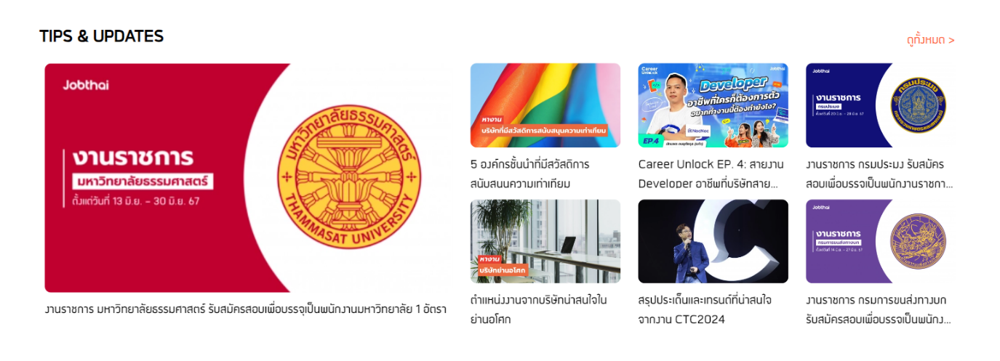 TIPS & UPDATES
ดูทั้งหมด >
Jobthai
งานราชการ
มหาวิทยาลัยธรรมศาสตร์
ตั้งแต่วันที่ 13 มิ.ย. – 30 มิ.ย. 67
มหาวิทยาลัยธรรมศาสตร์
THAMMASAT UNIVERSITY
งานราชการ มหาวิทยาลัยธรรมศาสตร์ รับสมัครสอบเพื่อบรรจุเป็นพนักงานมหาวิทยาลัย 1 อัตรา
หางาน
บริษัทที่มีสวัสดิการสนับสนุนความเท่าเทียม
5 องค์กรชั้นนำที่มีสวัสดิการ
สนับสนุนความเท่าเทียม
Career
Unlock
Jobthai
Developer
อาชีพที่ใครก็ต้องการตัว
อยากทำงานนี้ต้องทำยังไง?
NocNoc
EP.4
Career Unlock EP. 4: สายงาน
Developer อาชีพที่บริษัทสาย...
Jobthai
งานราชการ
กรมประมง
ตั้งแต่วันที่ 20 มิ.ย. – 28 มิ.ย. 67
กรมประมง
งานราชการ กรมประมง รับสมัคร
สอบเพื่อบรรจุเป็นพนักงานราชกา...
หางาน
บริษัทย่านอโศก
ตำแหน่งงานจากบริษัทน่าสนใจใน
ย่านอโศก
สรุปประเด็นและเทรนด์ที่น่าสนใจ
จากงาน CTC2024
Jobthai
งานราชการ
กรมการขนส่งทางบก
ตั้งแต่วันที่ 14 มิ.ย. – 27 มิ.ย. 67
งานราชการ กรมการขนส่งทางบก
รับสมัครสอบเพื่อบรรจุเป็นพนักง...